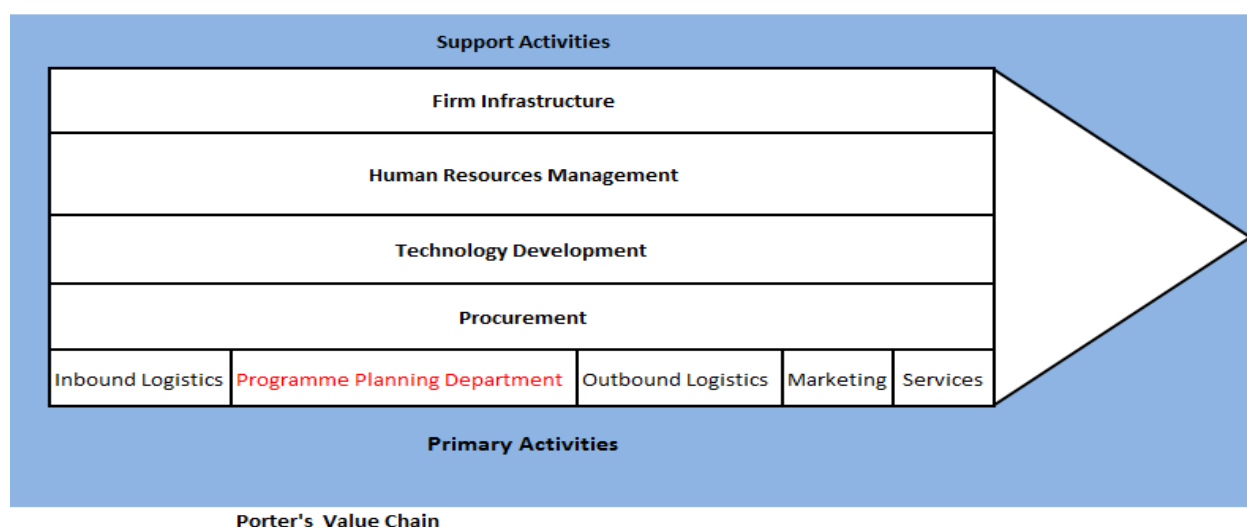 Support Activities
Firm Infrastructure
Human Resources Management
Technology Development
Procurement
Inbound Logistics Programme Planning Department Outbound Logistics Marketing Services
Primary Activities
Porter's Value Chain